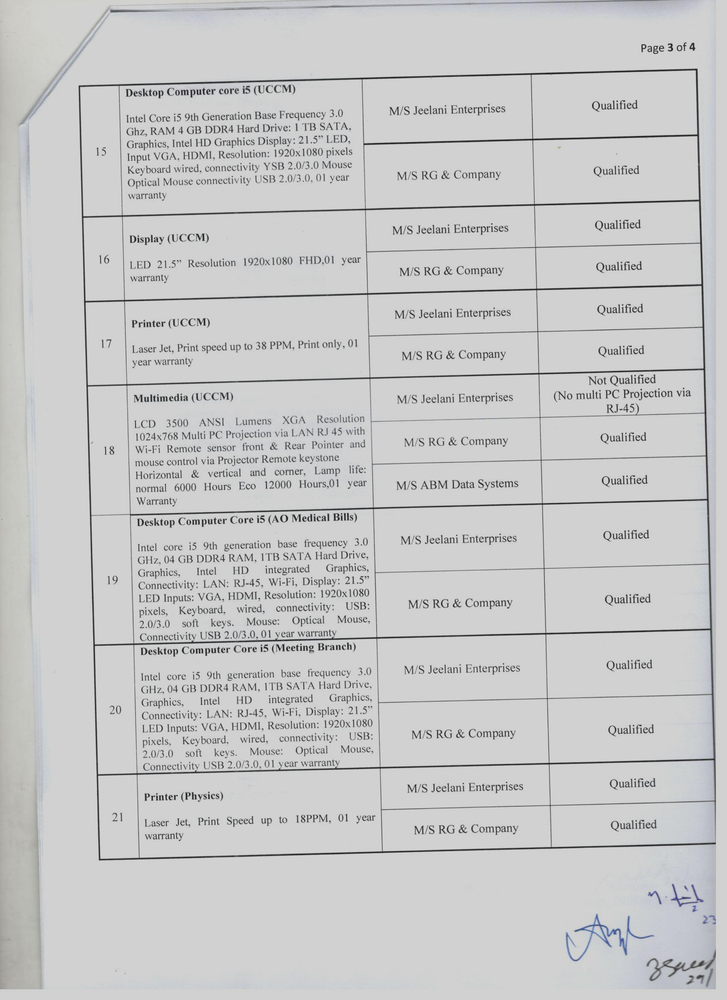 Page 3 of 4
15
Desktop Computer core i5 (UCCM)
Intel Core i5 9th Generation Base Frequency 3.0
Ghz, RAM 4 GB DDR4 Hard Drive: 1 TB SATA,
Graphics, Intel HD Graphics Display: 21.5” LED,
Input VGA, HDMI, Resolution: 1920x1080 pixels
Keyboard wired, connectivity YSB 2.0/3.0 Mouse
Optical Mouse connectivity USB 2.0/3.0, 01 year
warranty
M/S Jeelani Enterprises
Qualified
M/S RG & Company
Qualified
16
Display (UCCM)
LED 21.5” Resolution 1920x1080 FHD,01 year
warranty
M/S Jeelani Enterprises
Qualified
M/S RG & Company
Qualified
17
Printer (UCCM)
Laser Jet, Print speed up to 38 PPM, Print only, 01
year warranty
M/S Jeelani Enterprises
Qualified
M/S RG & Company
Qualified
18
Multimedia (UCCM)
LCD 3500 ANSI Lumens XGA Resolution
1024x768 Multi PC Projection via LAN RJ 45 with
Wi-Fi Remote sensor front & Rear Pointer and
mouse control via Projector Remote keystone
Horizontal & vertical and corner, Lamp life:
normal 6000 Hours Eco 12000 Hours,01 year
Warranty
M/S Jeelani Enterprises
Not Qualified
(No multi PC Projection via
RJ-45)
M/S RG & Company
Qualified
M/S ABM Data Systems
Qualified
19
Desktop Computer Core i5 (AO Medical Bills)
Intel core i5 9th generation base frequency 3.0
GHz, 04 GB DDR4 RAM, 1TB SATA Hard Drive,
Graphics, Intel HD integrated Graphics,
Connectivity: LAN: RJ-45, Wi-Fi, Display: 21.5”
LED Inputs: VGA, HDMI, Resolution: 1920x1080
pixels, Keyboard, wired, connectivity: USB:
2.0/3.0 soft keys. Mouse: Optical Mouse,
Connectivity USB 2.0/3.0, 01 year warranty
M/S Jeelani Enterprises
Qualified
M/S RG & Company
Qualified
20
Desktop Computer Core i5 (Meeting Branch)
Intel core i5 9th generation base frequency 3.0
GHz, 04 GB DDR4 RAM, 1TB SATA Hard Drive,
Graphics, Intel HD integrated Graphics,
Connectivity: LAN: RJ-45, Wi-Fi, Display: 21.5”
LED Inputs: VGA, HDMI, Resolution: 1920x1080
pixels, Keyboard, wired, connectivity: USB:
2.0/3.0 soft keys. Mouse: Optical Mouse,
Connectivity USB 2.0/3.0, 01 year warranty
M/S Jeelani Enterprises
Qualified
M/S RG & Company
Qualified
21
Printer (Physics)
Laser Jet, Print Speed up to 18PPM, 01 year
warranty
M/S Jeelani Enterprises
Qualified
M/S RG & Company
Qualified
23
29/